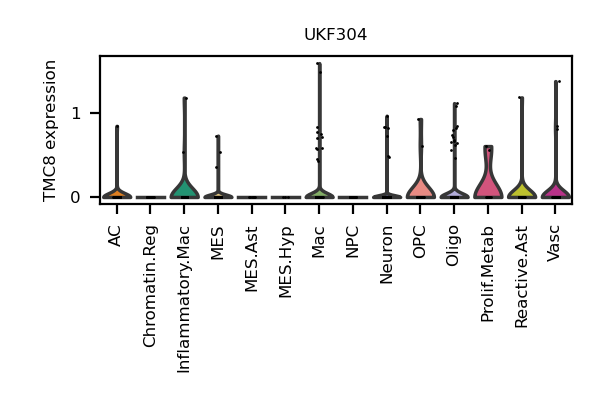 UKF304
TMC8 expression
1
0
AC
Chromatin.Reg
Inflammatory.Mac
MES
MES.Ast
MES.Hyp
Mac
NPC
Neuron
OPC
Oligo
Prolif.Metab
Reactive.Ast
Vasc